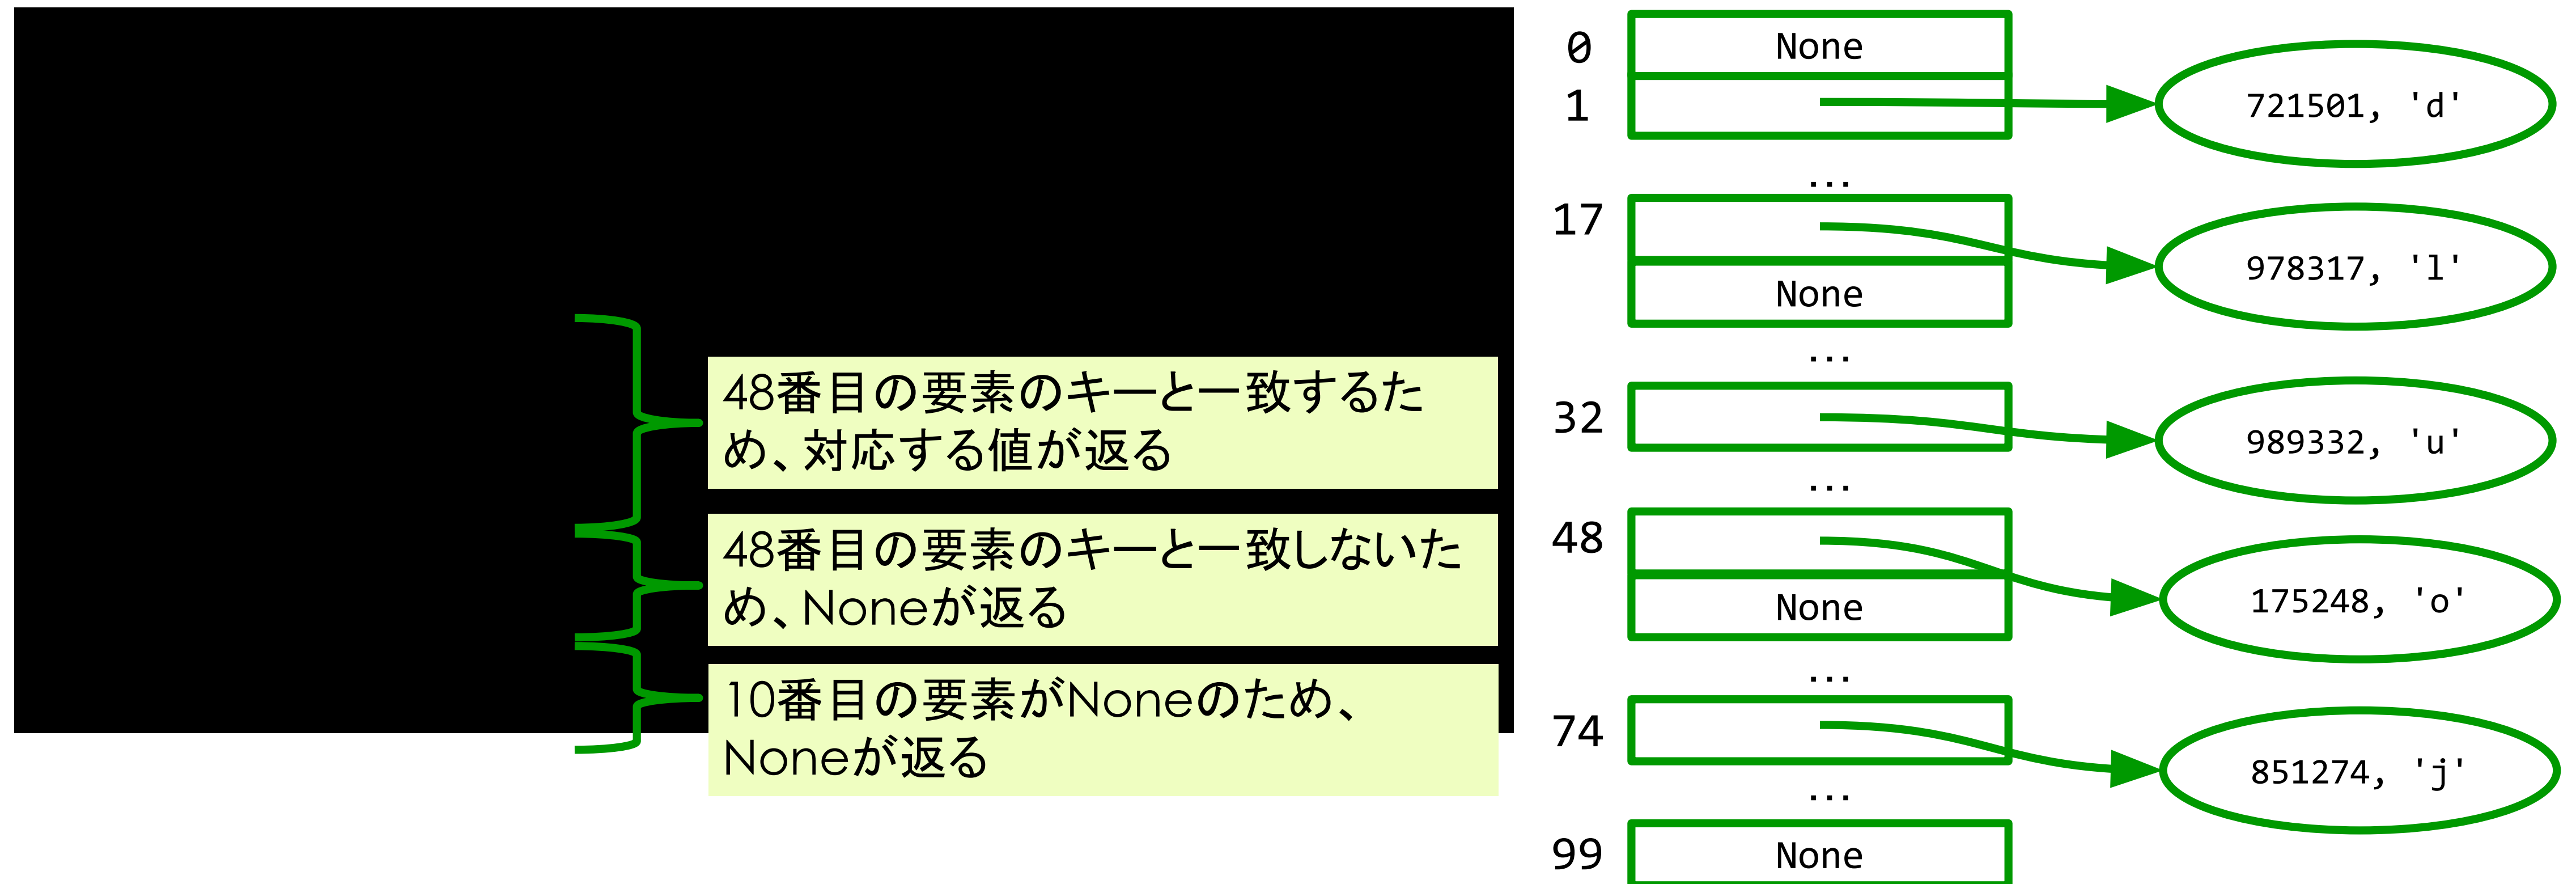 48番目の要素のキーと一致するた
め、対応する値が返る
48番目の要素のキーと一致しないた
め、Noneが返る
10番目の要素がNoneのため、
Noneが返る
0 None
1
721501, 'd'
...
17
978317, 'l'
None
...
32
989332, 'u'
...
48
175248, 'o'
None
...
74
851274, 'j'
...
99 None